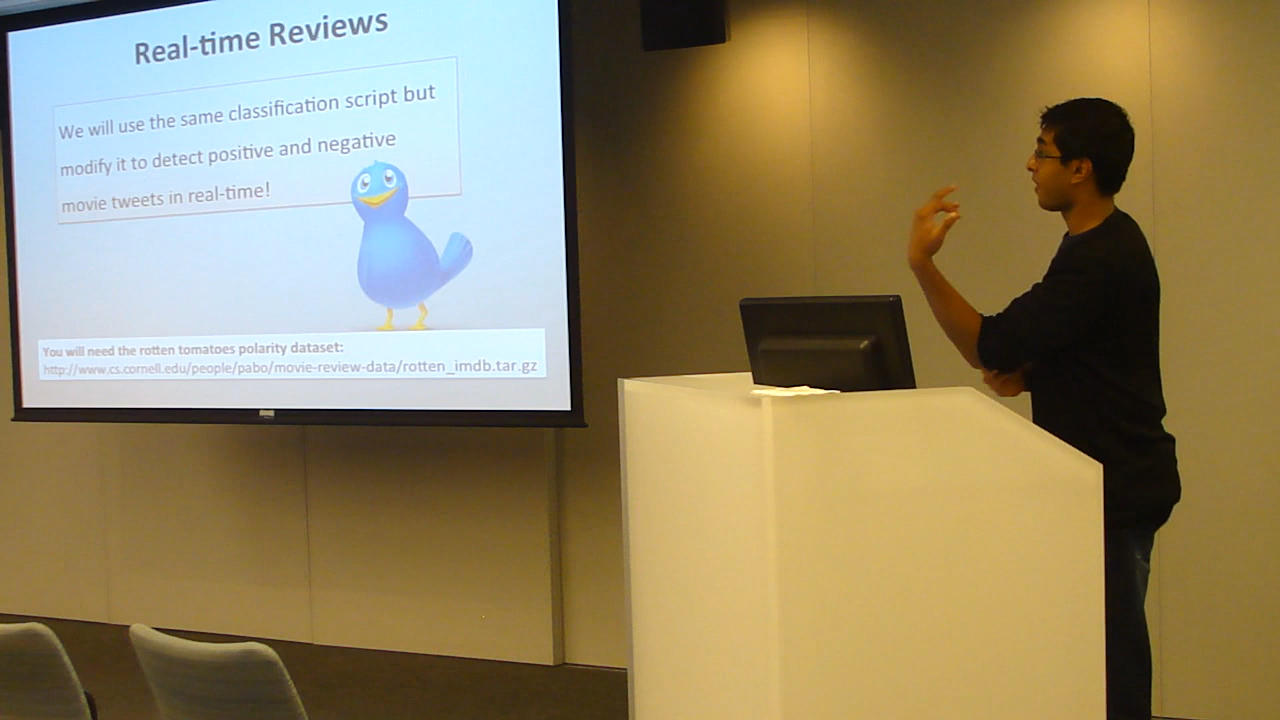 Real-time Reviews
We will use the same classification script but
modify it to detect positive and negative
movie tweets in real-time!
You will need the rotten tomatoes polarity dataset:
http://www.cs.cornell.edu/people/pabo/movie-review-data/rotten_imdb.tar.gz